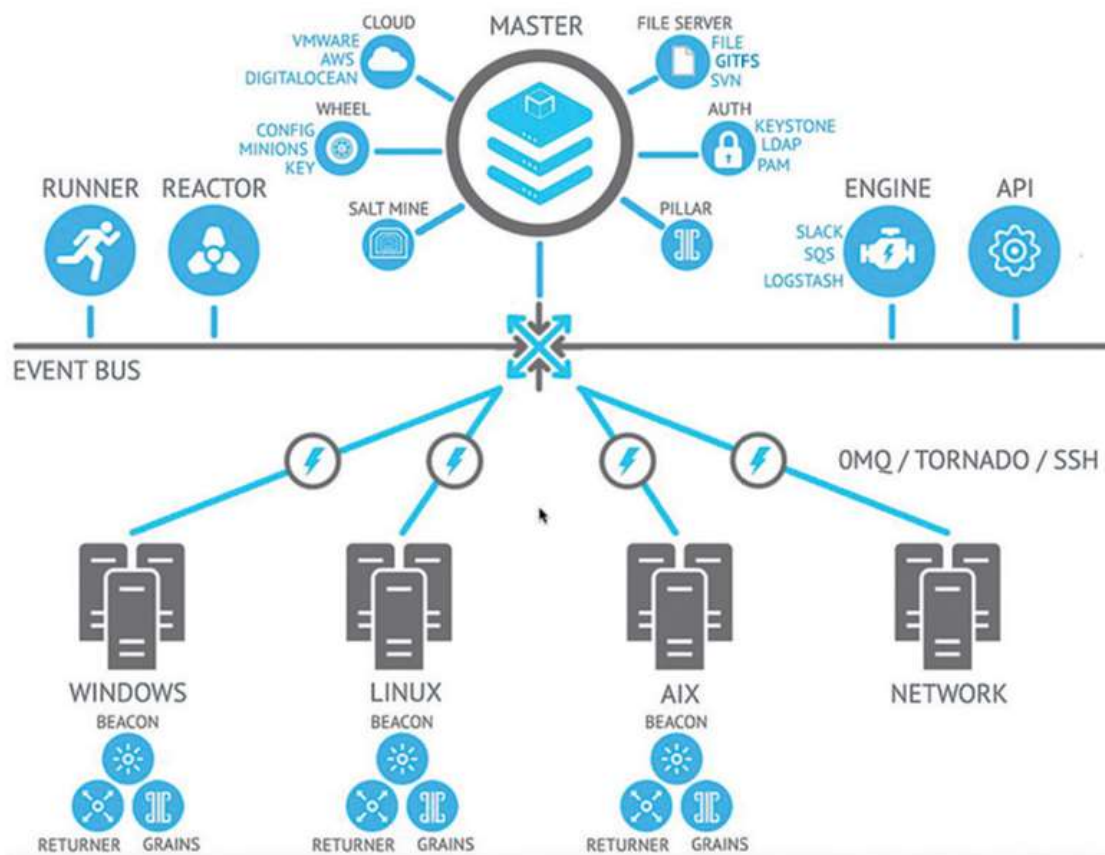 CLOUD
MASTER
FILE SERVER
VMWARE
AWS
DIGITALOCEAN
FILE
GITFS
SVN
WHEEL
AUTH
CONFIG
MINIONS
KEY
KEYSTONE
LDAP
PAM
RUNNER
REACTOR
SALT MINE
PILLAR
ENGINE
API
SLACK
SQS
LOGSTASH
EVENT BUS
0MQ / TORNADO / SSH
WINDOWS
LINUX
AIX
NETWORK
BEACON
BEACON
BEACON
RETURNER
GRAINS
RETURNER
GRAINS
RETURNER
GRAINS